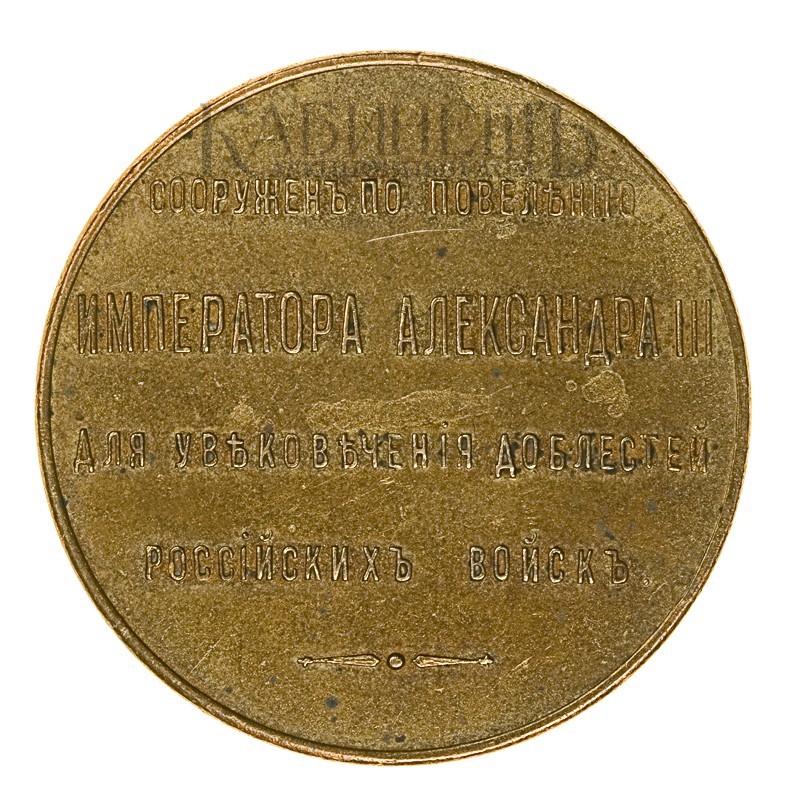 КАБИНЕТЪ
СООРУЖЕНЪ ПО ПОВЕЛѢНІЮ
ИМПЕРАТОРА АЛЕКСАНДРА III
ДЛЯ УВѢКОВѢЧЕНІЯ ДОБЛЕСТЕЙ
РОССІЙСКИХЪ ВОЙСКЪ